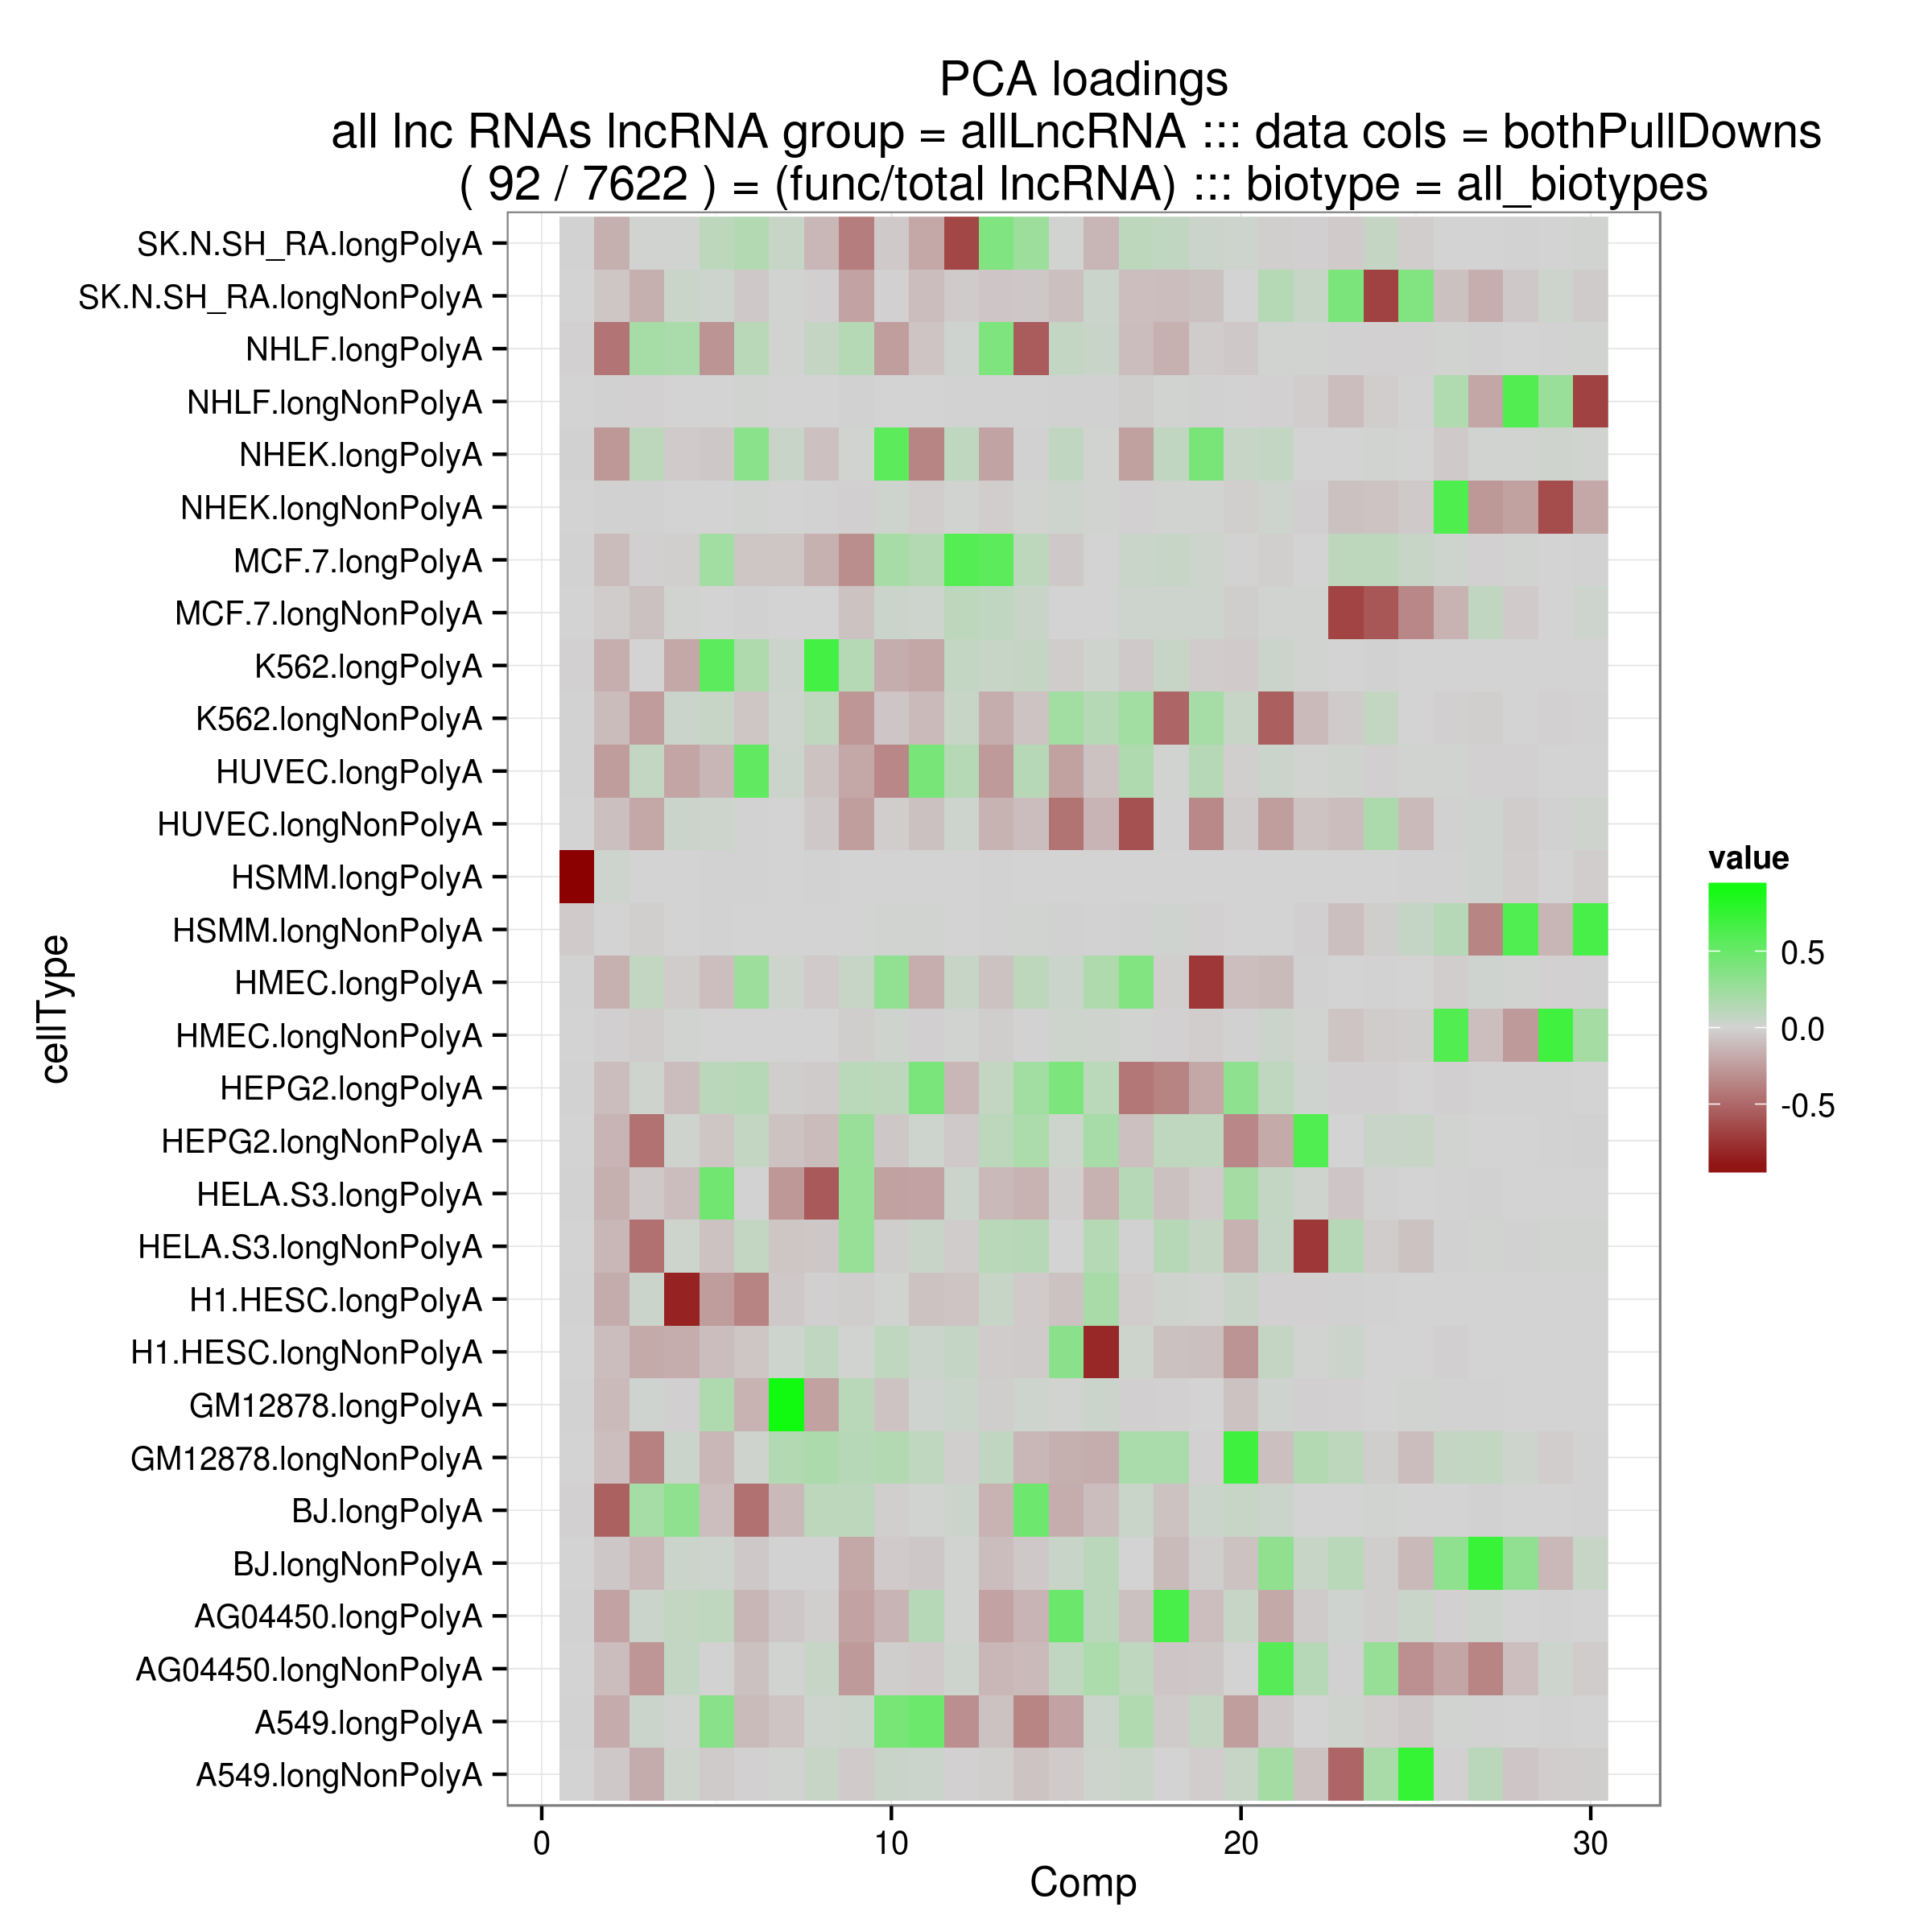 PCA loadings
all lnc RNAs lncRNA group = allLncRNA ::: data cols = bothPullDowns
( 92 / 7622 ) = (func/total lncRNA) ::: biotype = all_biotypes
SK.N.SH_RA.longPolyA
SK.N.SH_RA.longNonPolyA
NHLF.longPolyA
NHLF.longNonPolyA
NHEK.longPolyA
NHEK.longNonPolyA
MCF.7.longPolyA
MCF.7.longNonPolyA
K562.longPolyA
K562.longNonPolyA
HUVEC.longPolyA
HUVEC.longNonPolyA
HSMM.longPolyA
HSMM.longNonPolyA
HMEC.longPolyA
HMEC.longNonPolyA
HEPG2.longPolyA
HEPG2.longNonPolyA
HELA.S3.longPolyA
HELA.S3.longNonPolyA
H1.HESC.longPolyA
H1.HESC.longNonPolyA
GM12878.longPolyA
GM12878.longNonPolyA
BJ.longPolyA
BJ.longNonPolyA
AG04450.longPolyA
AG04450.longNonPolyA
A549.longPolyA
A549.longNonPolyA
cellType
0 10 20 30
Comp
value
0.5
0.0
-0.5